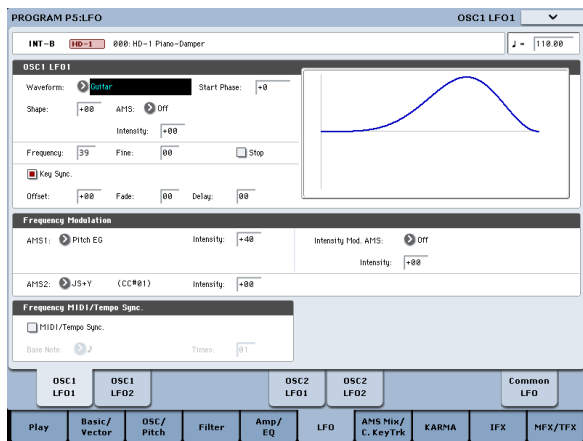 PROGRAM P5:LFO OSC1 LFO1
INT-B HD-1 000: HD-1 Piano-Damper ♩ = 110.00
OSC1 LFO1
Waveform: Guitar Start Phase: +0
Shape: +00 AMS: Off
Intensity: +00
Frequency: 39 Fine: 00 Stop
Key Sync.
Offset: +00 Fade: 00 Delay: 00
Frequency Modulation
AMS1: Pitch EG Intensity: +40 Intensity Mod. AMS: Off
Intensity: +00
AMS2: JS+Y (CC#01) Intensity: +00
Frequency MIDI/Tempo Sync.
MIDI/Tempo Sync.
Base Note: ♪ Times: 01
OSC1 LFO1
OSC1 LFO2
OSC2 LFO1
OSC2 LFO2
Common LFO
Play
Basic/ Vector
OSC/ Pitch
Filter
Amp/ EQ
LFO
AMS Mix/ C. KeyTrk
KARMA
IFX
MFX/TFX